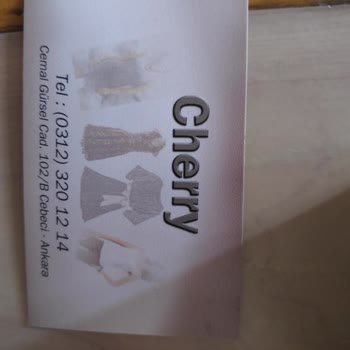 Cherry
Tel : (0312) 320 12 14
Cemal Gürsel Cad. 102/B Cebeci - Ankara